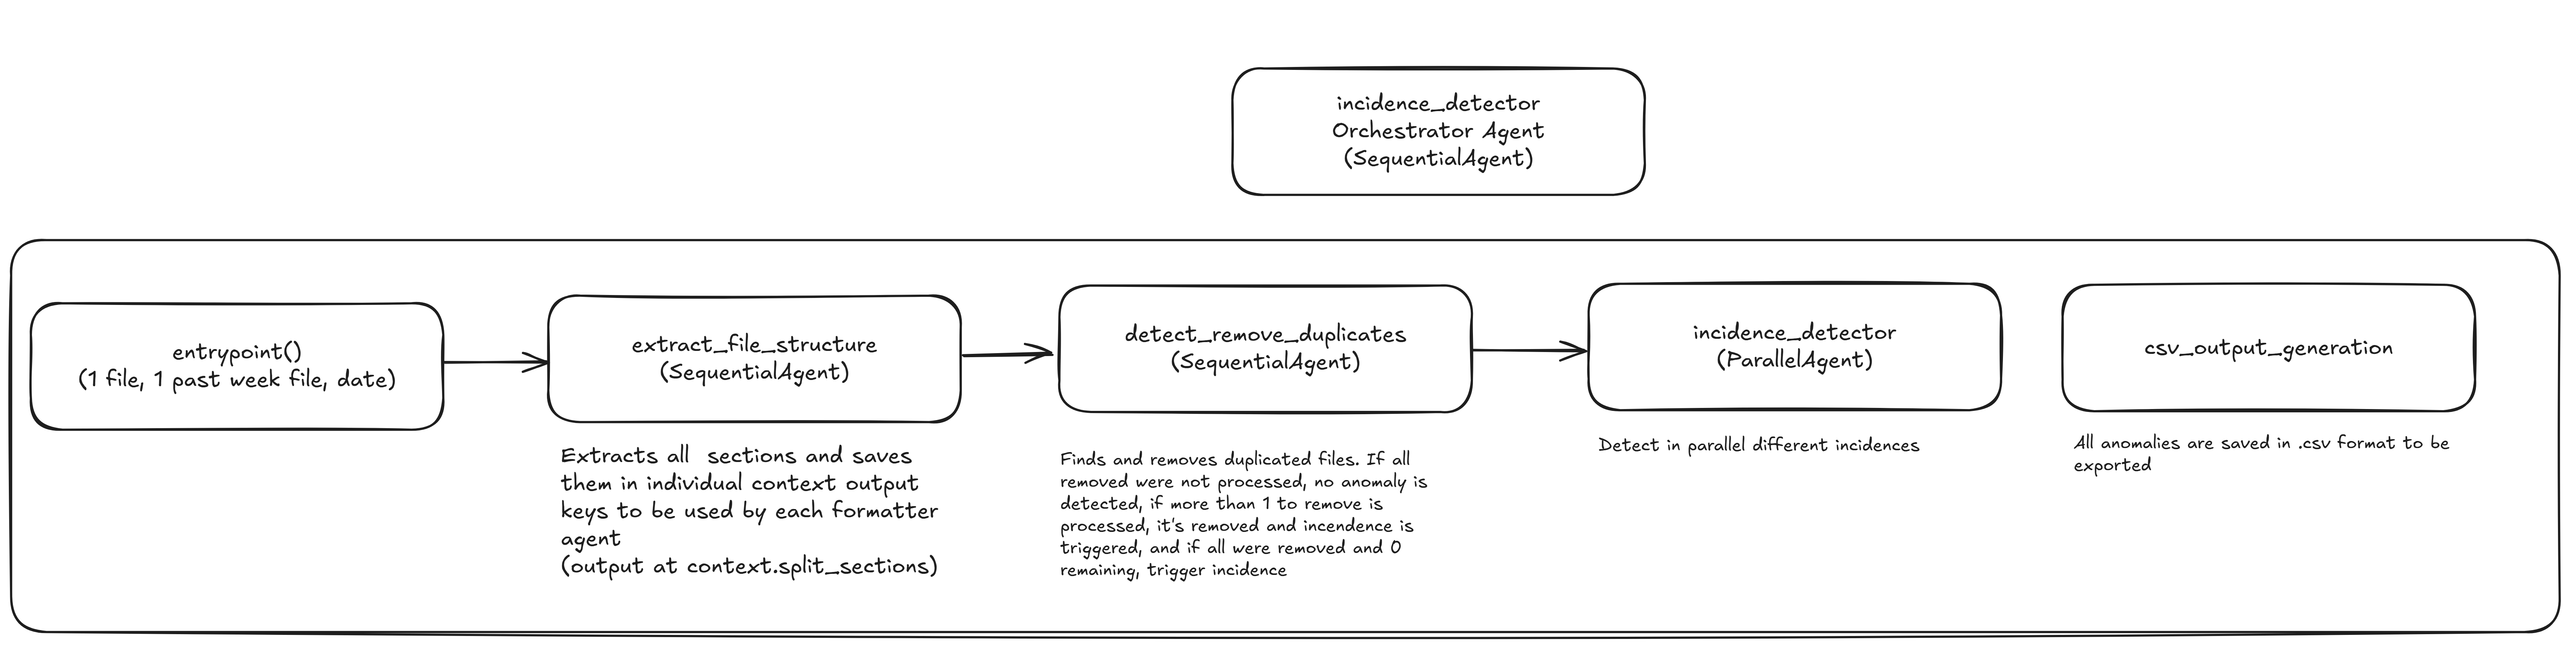 incidence_detector
Orchestrator Agent
(SequentialAgent)
entrypoint()
(1 file, 1 past week file, date)
extract_file_structure
(SequentialAgent)
Extracts all  sections and saves
them in individual context output
keys to be used by each formatter
agent
(output at context.split_sections)
detect_remove_duplicates
(SequentialAgent)
Finds and removes duplicated files. If all
removed were not processed, no anomaly is
detected, if more than 1 to remove is
processed, it's removed and incendence is
triggered, and if all were removed and 0
remaining, trigger incidence
incidence_detector
(ParallelAgent)
Detect in parallel different incidences
csv_output_generation
All anomalies are saved in .csv format to be
exported